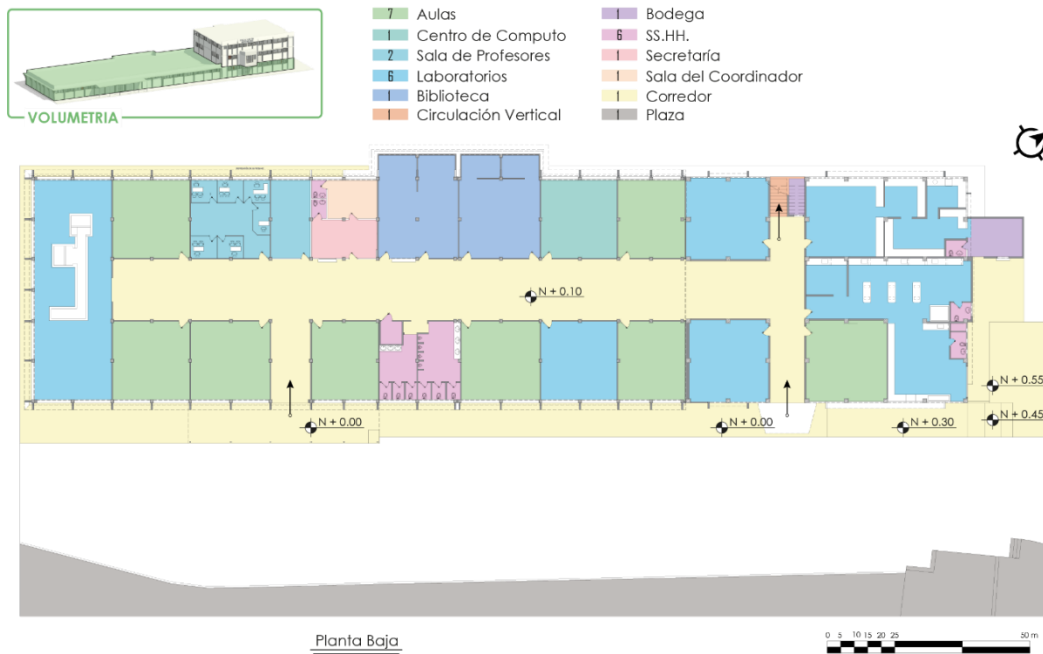 VOLUMETRIA
7 Aulas
1 Centro de Computo
2 Sala de Profesores
6 Laboratorios
1 Biblioteca
1 Circulación Vertical
1 Bodega
6 SS.HH.
1 Secretaría
1 Sala del Coordinador
1 Corredor
1 Plaza
N + 0.10
N + 0.55
N + 0.00
N + 0.00
N + 0.30
N + 0.45
Planta Baja
0 5 10 15 20 25 50 m